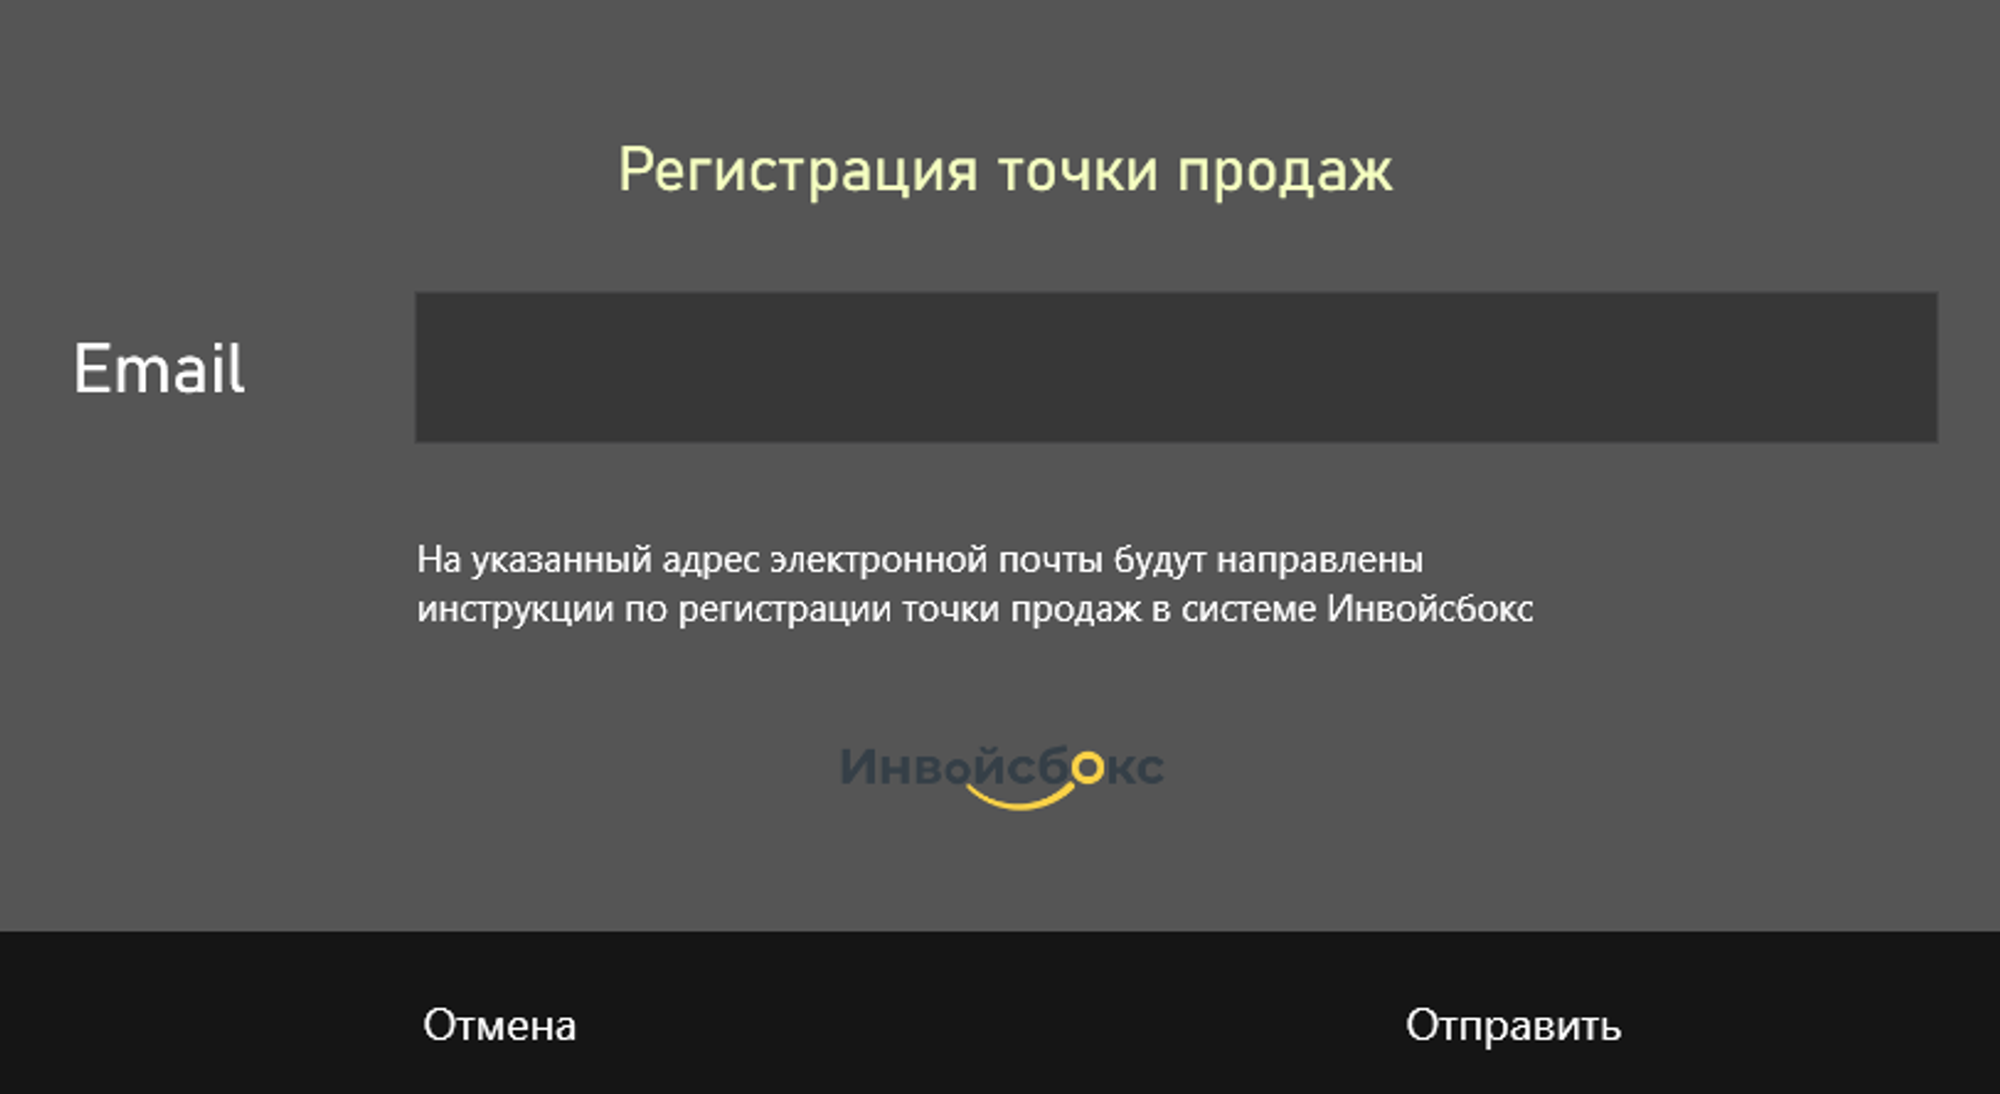 Регистрация точки продаж
Email
На указанный адрес электронной почты будут направлены
инструкции по регистрации точки продаж в системе Инвойсбокс
Инвойсбокс
Отмена
Отправить